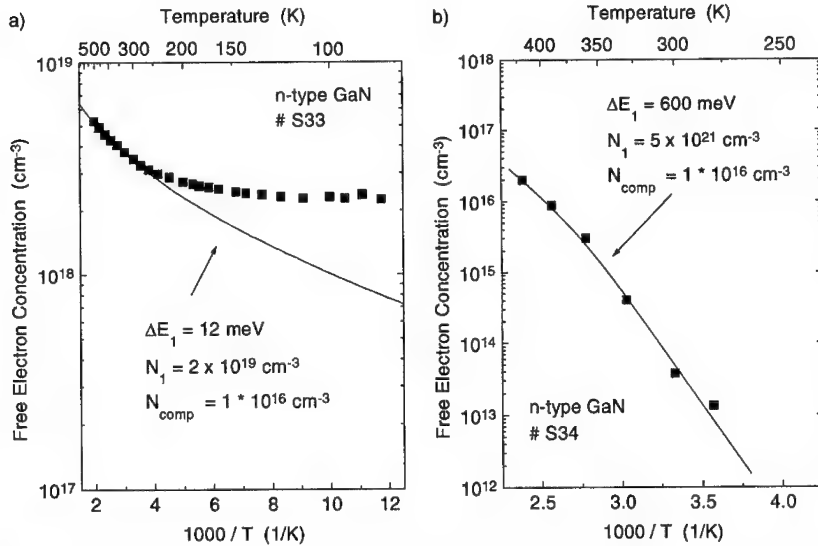 a)
Temperature (K)
500 300 200 150 100
10^19
10^18
10^17
Free Electron Concentration (cm^-3)
n-type GaN
# S33
ΔE_1 = 12 meV
N_1 = 2 x 10^19 cm^-3
N_comp = 1 * 10^16 cm^-3
2 4 6 8 10 12
1000 / T (1/K)
b)
Temperature (K)
400 350 300 250
10^18
10^17
10^16
10^15
10^14
10^13
10^12
Free Electron Concentration (cm^-3)
ΔE_1 = 600 meV
N_1 = 5 x 10^21 cm^-3
N_comp = 1 * 10^16 cm^-3
n-type GaN
# S34
2.5 3.0 3.5 4.0
1000 / T (1/K)